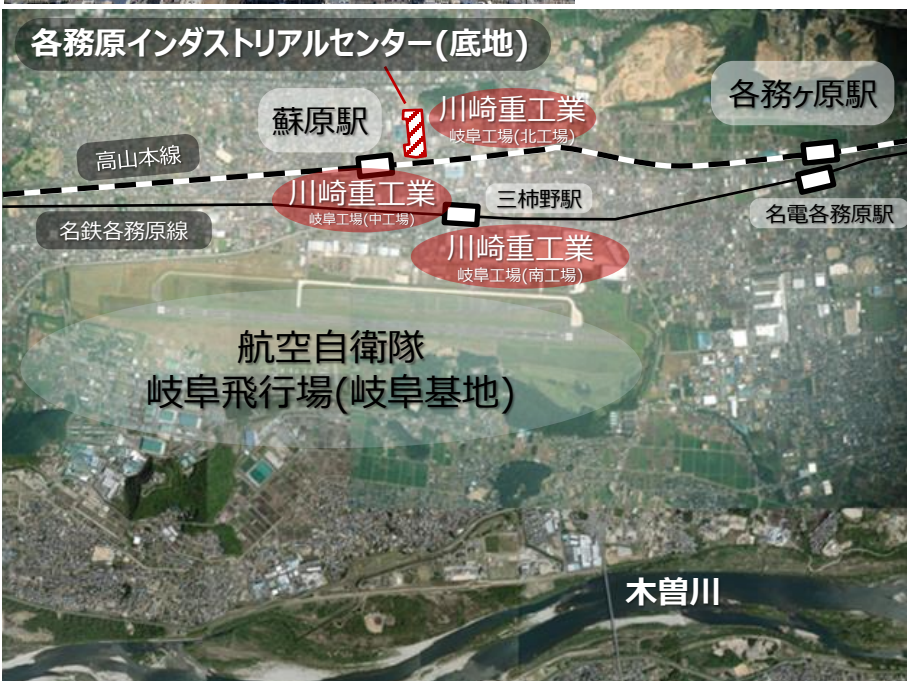 各務原インダストリアルセンター(底地)
川崎重工業
岐阜工場(北工場)
各務ヶ原駅
蘇原駅
高山本線
川崎重工業
岐阜工場(中工場)
三柿野駅
名電各務原駅
名鉄各務原線
川崎重工業
岐阜工場(南工場)
航空自衛隊
岐阜飛行場(岐阜基地)
木曽川